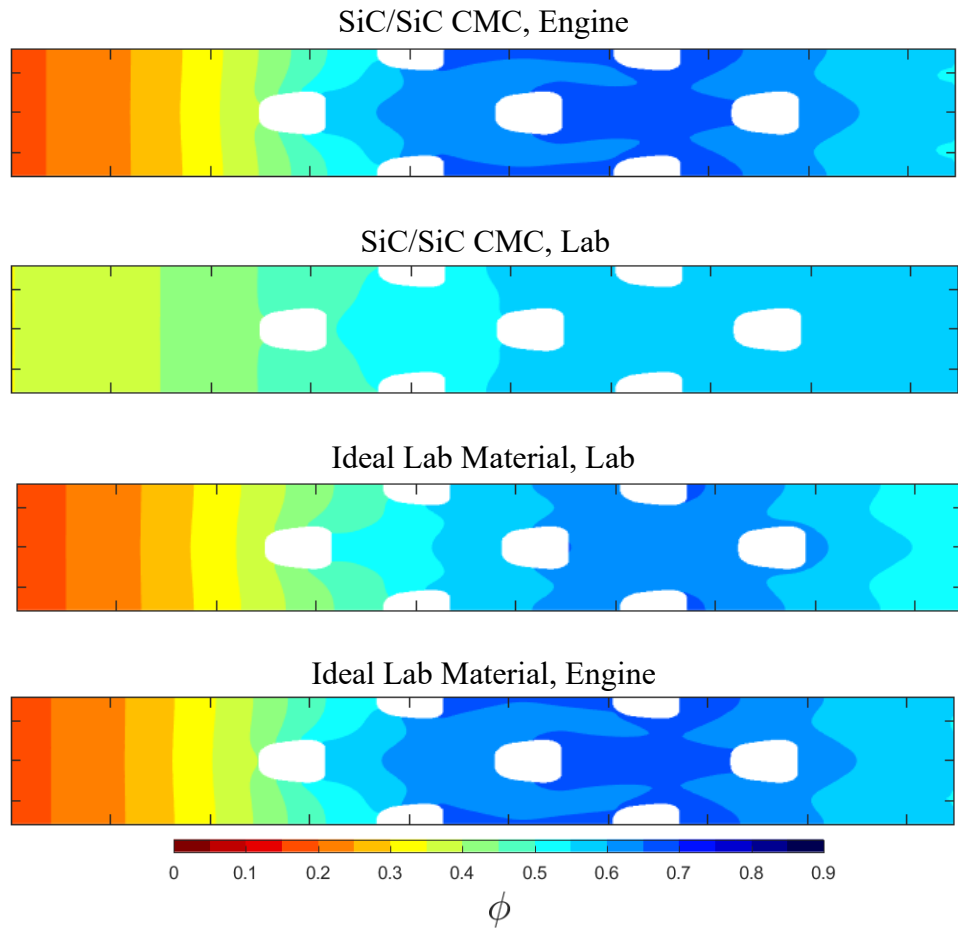 SiC/SiC CMC, Engine
SiC/SiC CMC, Lab
Ideal Lab Material, Lab
Ideal Lab Material, Engine
0 0.1 0.2 0.3 0.4 0.5 0.6 0.7 0.8 0.9
ϕ